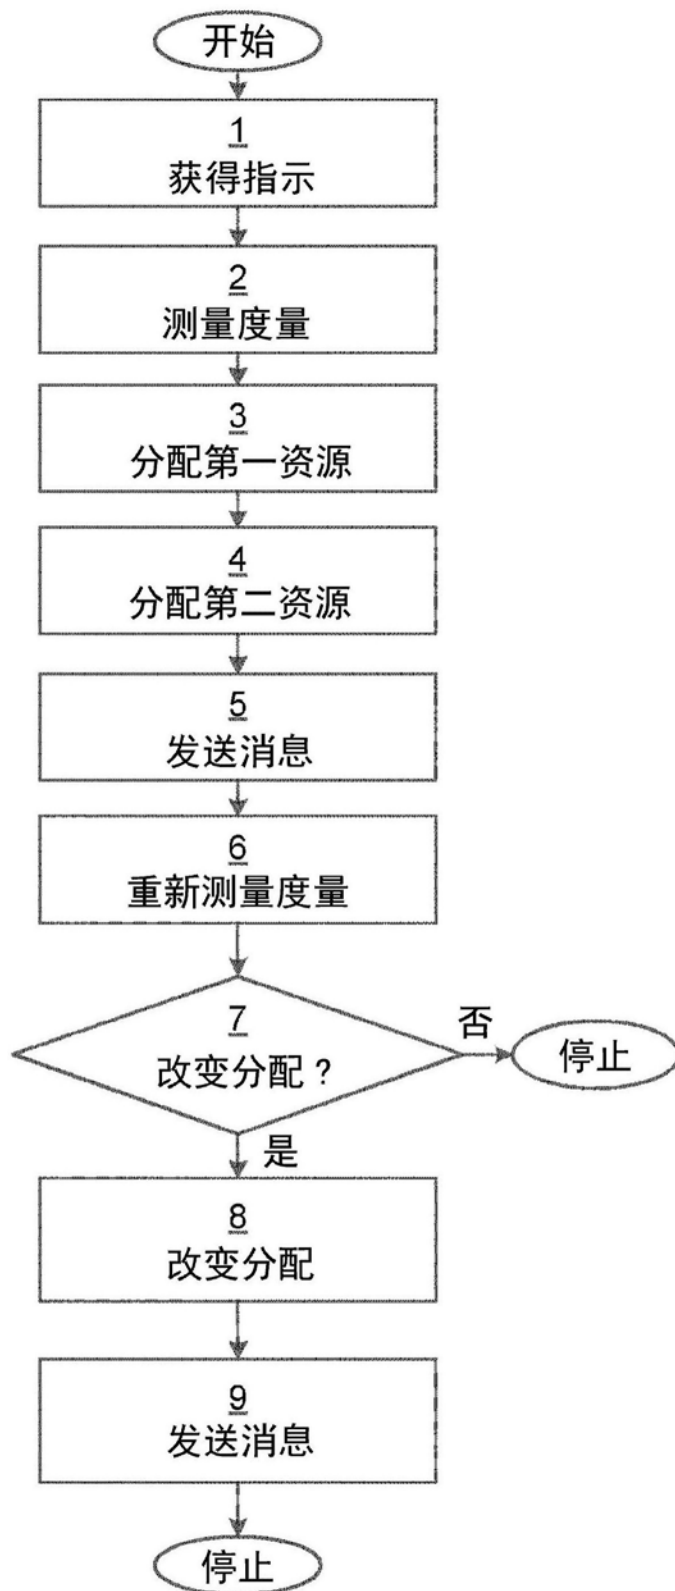 开始
1
获得指示
2
测量度量
3
分配第一资源
4
分配第二资源
5
发送消息
6
重新测量度量
7
改变分配？
否
停止
是
8
改变分配
9
发送消息
停止